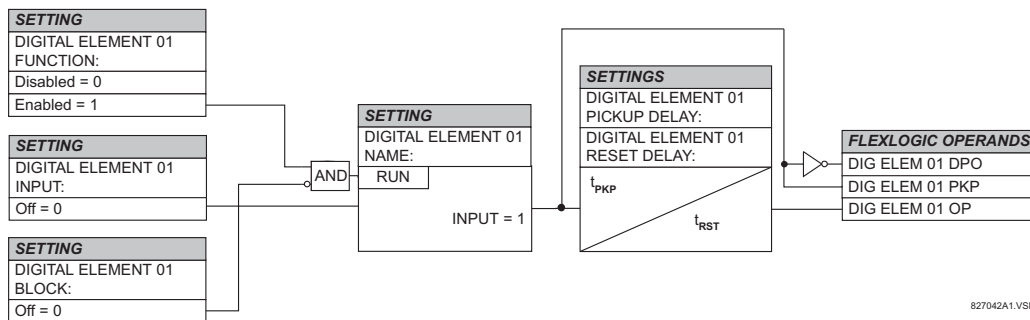 SETTING
DIGITAL ELEMENT 01
FUNCTION:
Disabled = 0
Enabled = 1
SETTING
DIGITAL ELEMENT 01
INPUT:
Off = 0
SETTING
DIGITAL ELEMENT 01
BLOCK:
Off = 0
AND
SETTING
DIGITAL ELEMENT 01
NAME:
RUN
INPUT = 1
SETTINGS
DIGITAL ELEMENT 01
PICKUP DELAY:
DIGITAL ELEMENT 01
RESET DELAY:
tPKP
tRST
FLEXLOGIC OPERANDS
DIG ELEM 01 DPO
DIG ELEM 01 PKP
DIG ELEM 01 OP
827042A1.VSD